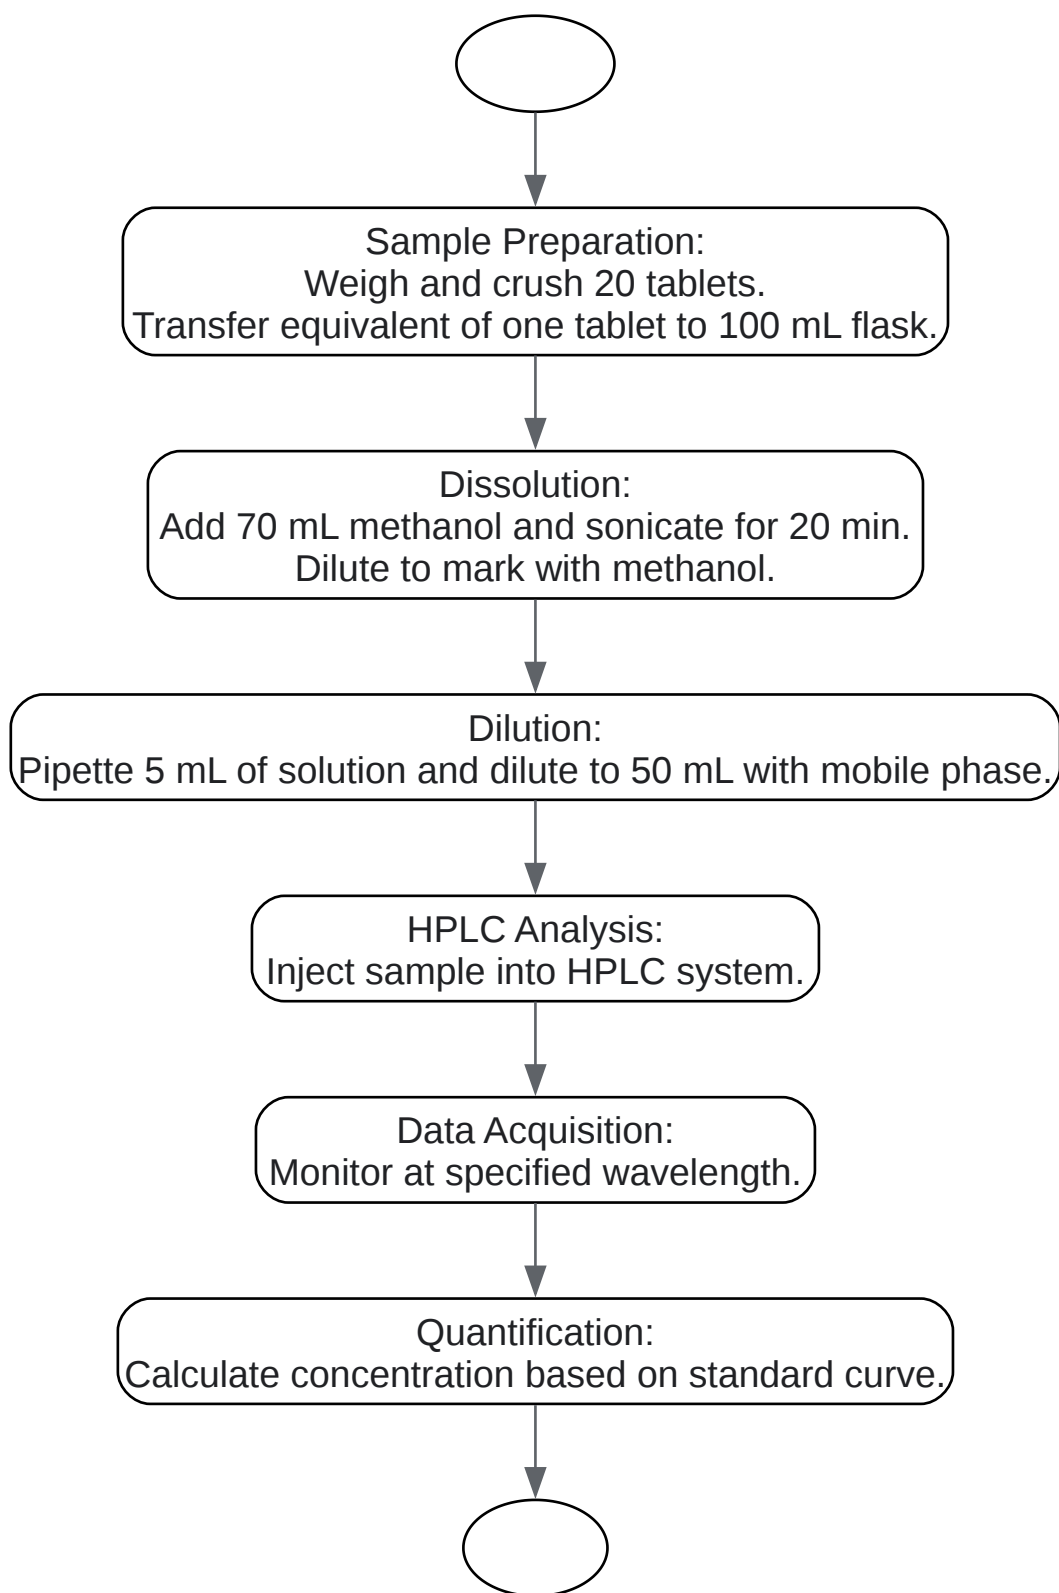 Sample Preparation:
Weigh and crush 20 tablets.
Transfer equivalent of one tablet to 100 mL flask.
Dissolution:
Add 70 mL methanol and sonicate for 20 min.
Dilute to mark with methanol.
Dilution:
Pipette 5 mL of solution and dilute to 50 mL with mobile phase.
HPLC Analysis:
Inject sample into HPLC system.
Data Acquisition:
Monitor at specified wavelength.
Quantification:
Calculate concentration based on standard curve.